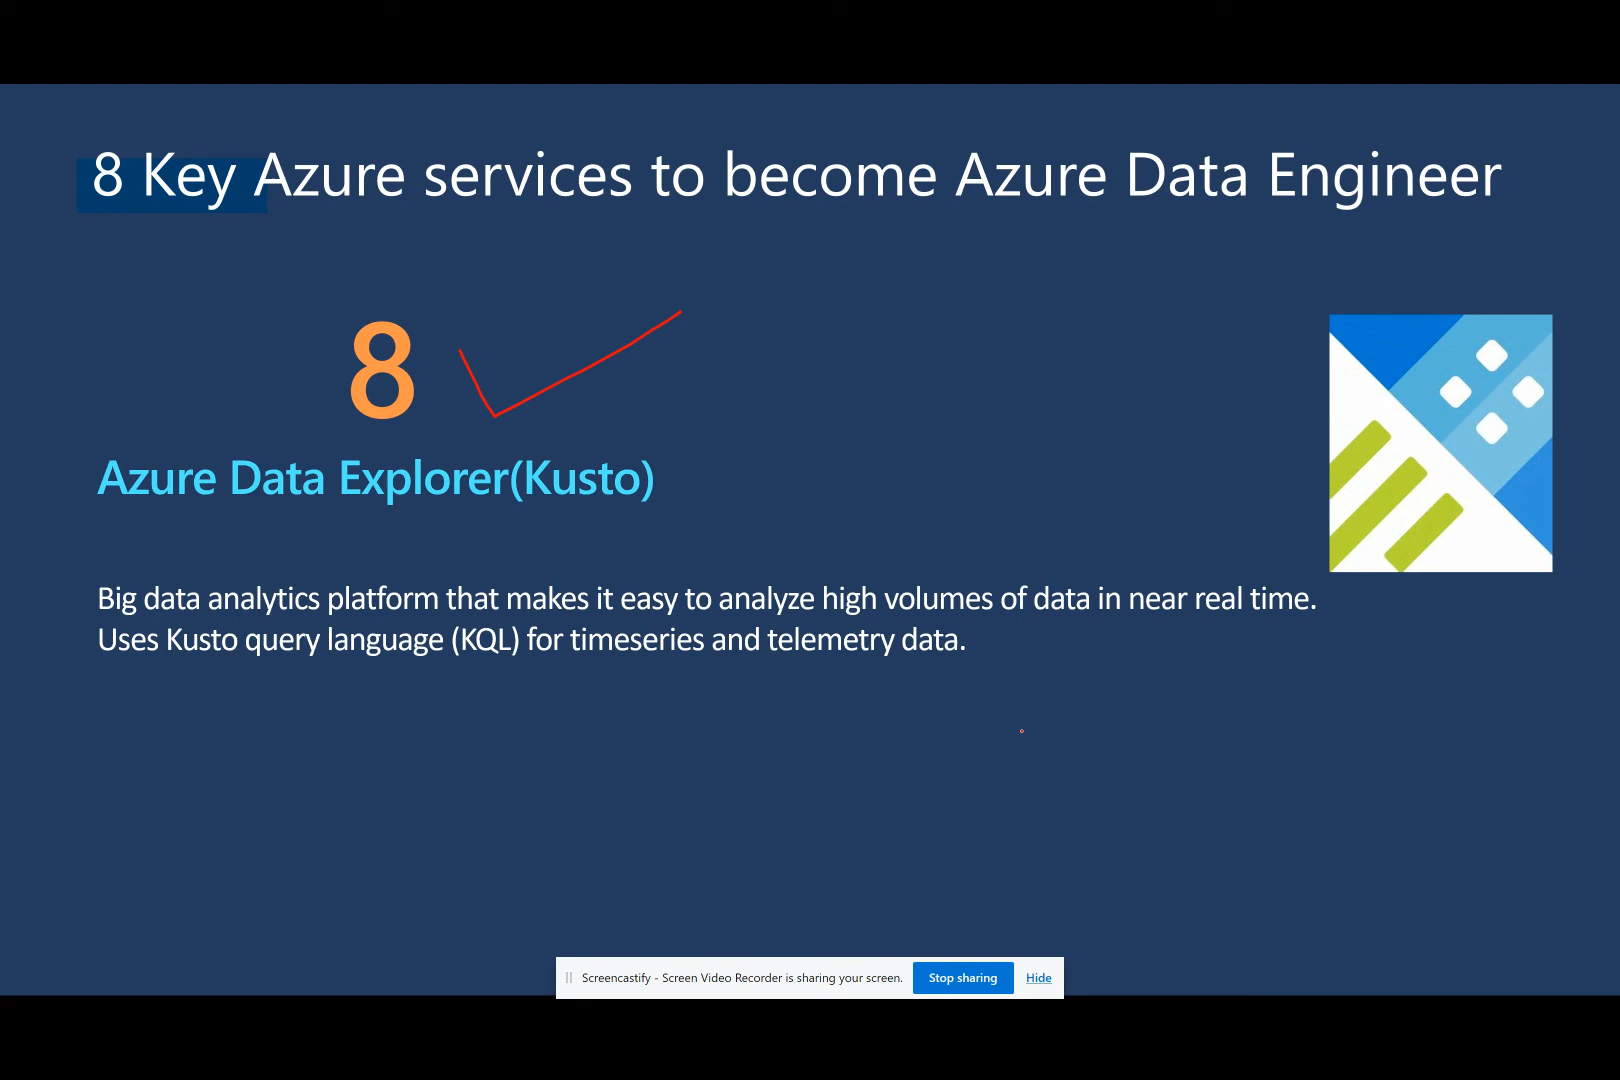 8 Key Azure services to become Azure Data Engineer
8
Azure Data Explorer(Kusto)
Big data analytics platform that makes it easy to analyze high volumes of data in near real time.
Uses Kusto query language (KQL) for timeseries and telemetry data.
Screencastify - Screen Video Recorder is sharing your screen. Stop sharing Hide